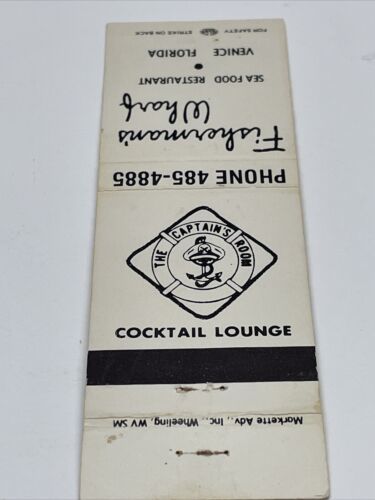 FOR SAFETY STRIKE ON BACK
VENICE FLORIDA
SEA FOOD RESTAURANT
Fisherman's
Wharf
PHONE 485-4885
THE CAPTAIN'S ROOM
COCKTAIL LOUNGE
Markette Adv., Inc., Wheeling, WV SM